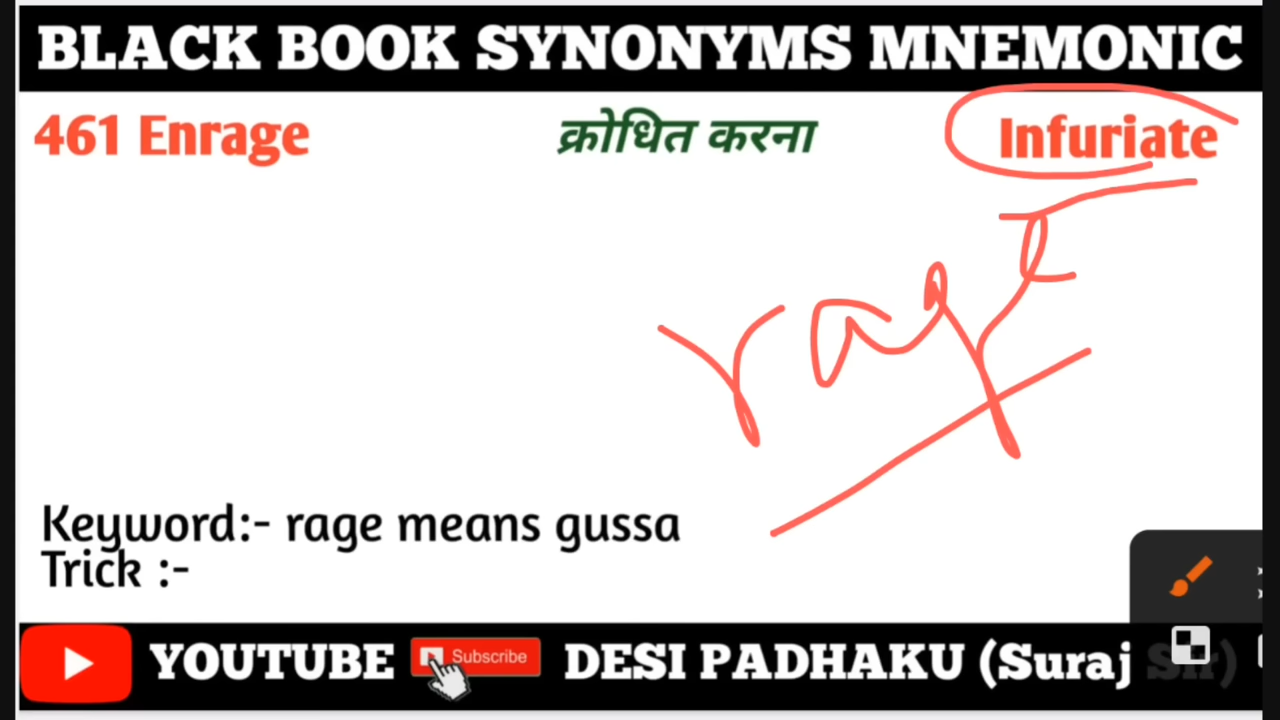 BLACK BOOK SYNONYMS MNEMONIC
461 Enrage क्रोधित करना Infuriate
rage
Keyword:- rage means gussa
Trick :-
YOUTUBE Subscribe DESI PADHAKU (Suraj Sir)